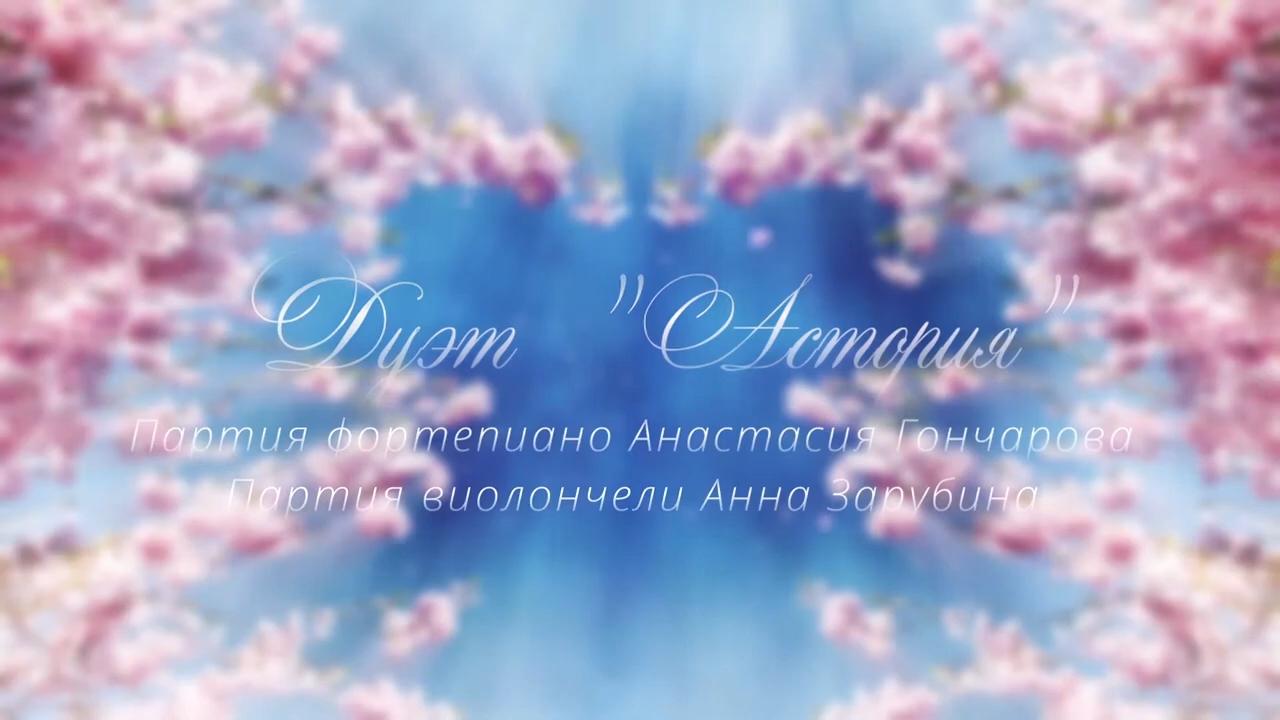 Дуэт "Астория"
Партия фортепиано Анастасия Гончарова
Партия виолончели Анна Зарубина